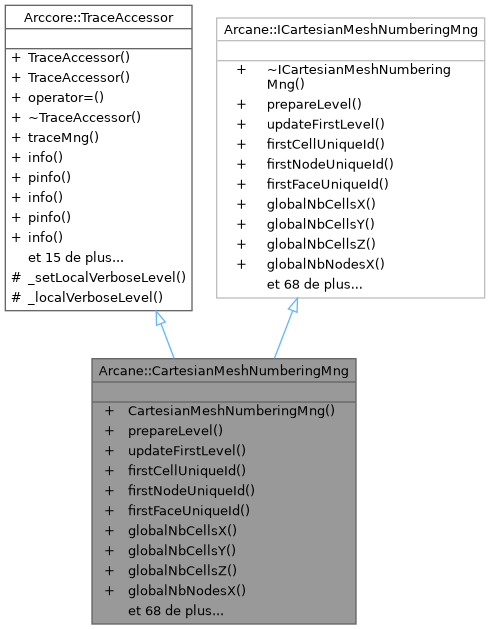 Arccore::TraceAccessor
+ TraceAccessor()
+ TraceAccessor()
+ operator=()
+ ~TraceAccessor()
+ traceMng()
+ info()
+ pinfo()
+ info()
+ pinfo()
+ info()
et 15 de plus...
# _setLocalVerboseLevel()
# _localVerboseLevel()
Arcane::ICartesianMeshNumberingMng
+ ~ICartesianMeshNumbering
Mng()
+ prepareLevel()
+ updateFirstLevel()
+ firstCellUniqueId()
+ firstNodeUniqueId()
+ firstFaceUniqueId()
+ globalNbCellsX()
+ globalNbCellsY()
+ globalNbCellsZ()
+ globalNbNodesX()
et 68 de plus...
Arcane::CartesianMeshNumberingMng
+ CartesianMeshNumberingMng()
+ prepareLevel()
+ updateFirstLevel()
+ firstCellUniqueId()
+ firstNodeUniqueId()
+ firstFaceUniqueId()
+ globalNbCellsX()
+ globalNbCellsY()
+ globalNbCellsZ()
+ globalNbNodesX()
et 68 de plus...